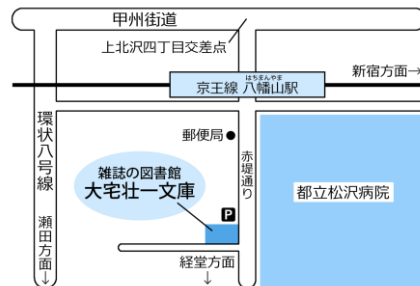 甲州街道
上北沢四丁目交差点
はちまんやま
京王線 八幡山駅
新宿方面→
環状八号線
郵便局
赤堤通り
雑誌の図書館
大宅壮一文庫
都立松沢病院
P
瀬田方面
↓
経堂方面
↓